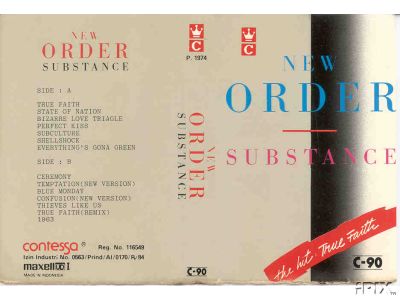 NEW
ORDER
SUBSTANCE
SIDE : A
TRUE FAITH
STATE OF NATION
BIZARRE LOVE TRIAGLE
PERFECT KISS
SUBCULTURE
SHELLSHOCK
EVERYTHING'S GONA GREEN
SIDE : B
CEREMONY
TEMPTATION(NEW VERSION)
BLUE MONDAY
CONFUSION(NEW VERSION)
THIEVES LIKE US
TRUE FAITH(REMIX)
1963
contessa Reg. No. 116549
Izin Industri No. 0563/Prind/AI/0170/R/84
maxell
MADE IN INDONESIA
C
P. 1974
NEW
ORDER
SUBSTANCE
C-90
C
NEW
ORDER
SUBSTANCE
the hit: True Faith
C-90